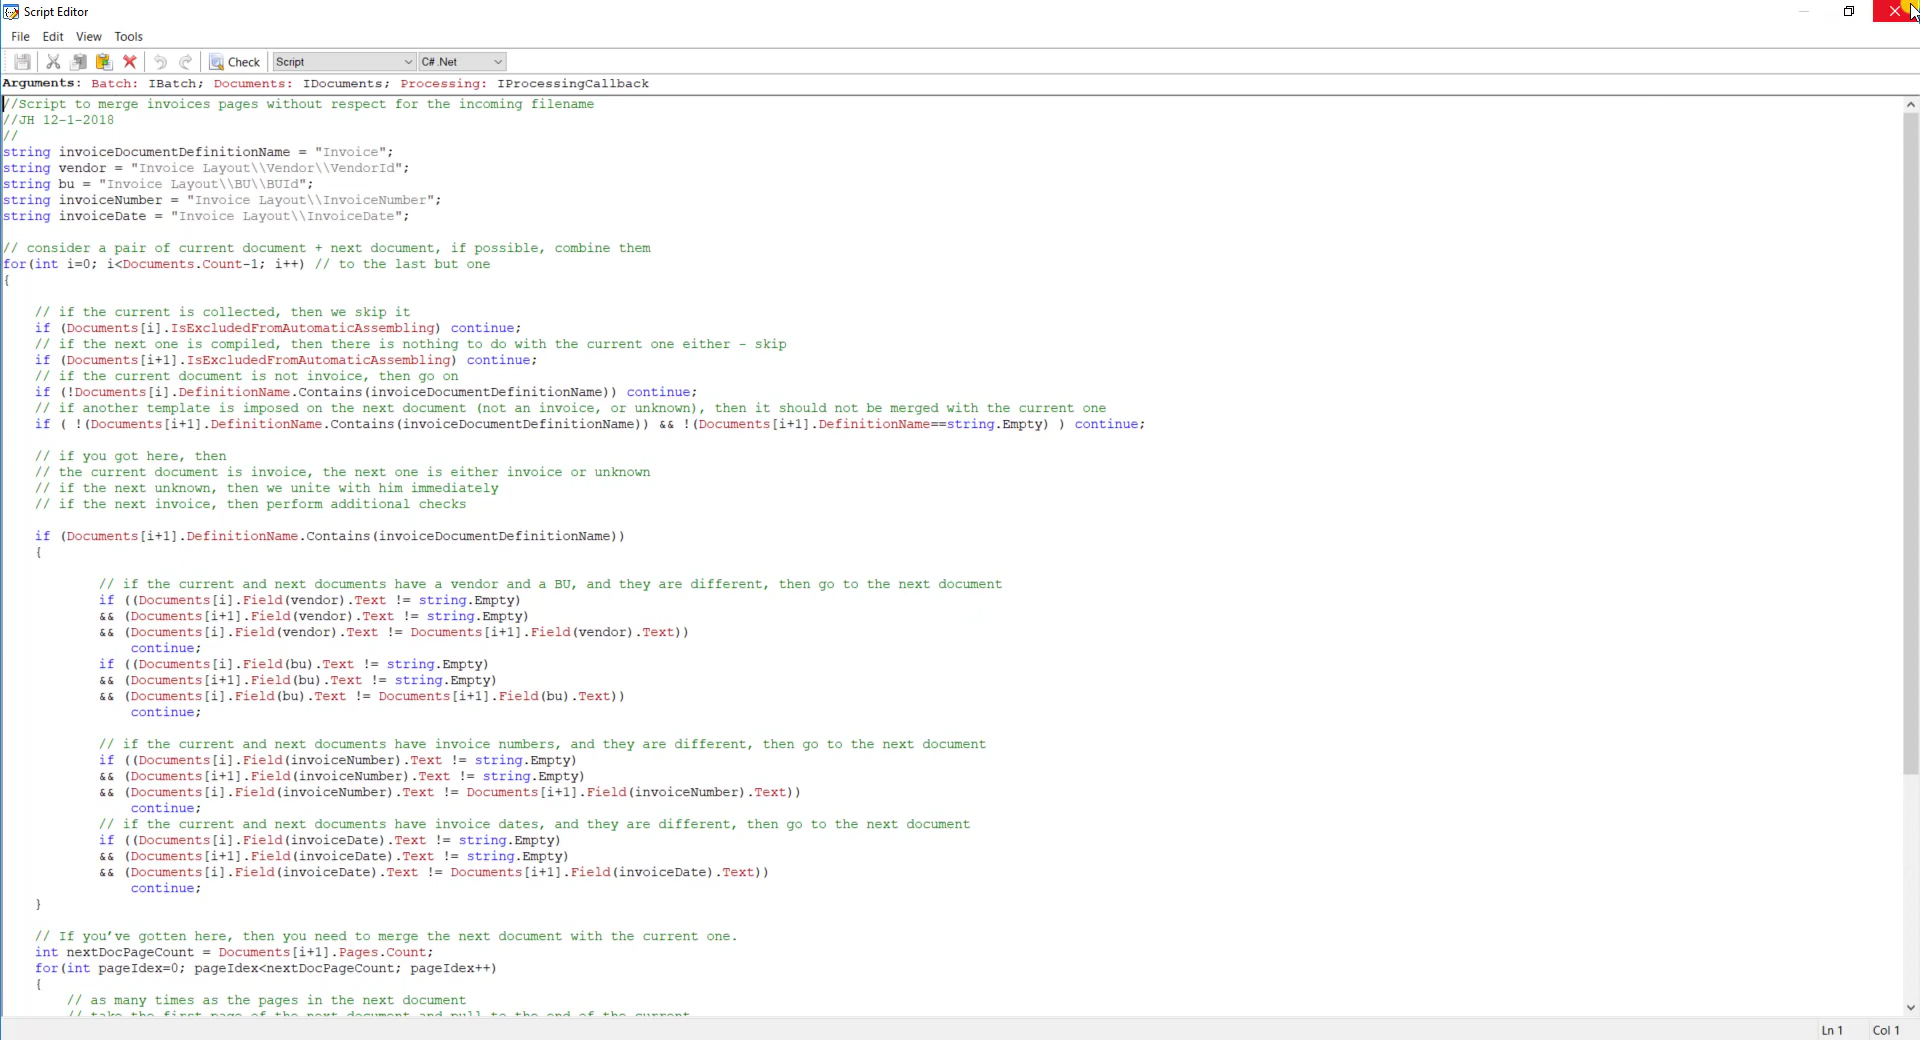 Script Editor
File Edit View Tools
Check Script C# .Net
Arguments: Batch: IBatch; Documents: IDocuments; Processing: IProcessingCallback
//Script to merge invoices pages without respect for the incoming filename
//JH 12-1-2018
//
string invoiceDocumentDefinitionName = "Invoice";
string vendor = "Invoice Layout\\Vendor\\VendorId";
string bu = "Invoice Layout\\BU\\BUId";
string invoiceNumber = "Invoice Layout\\InvoiceNumber";
string invoiceDate = "Invoice Layout\\InvoiceDate";
// consider a pair of current document + next document, if possible, combine them
for(int i=0; i<Documents.Count-1; i++) // to the last but one
{
// if the current is collected, then we skip it
if (Documents[i].IsExcludedFromAutomaticAssembling) continue;
// if the next one is compiled, then there is nothing to do with the current one either - skip
if (Documents[i+1].IsExcludedFromAutomaticAssembling) continue;
// if the current document is not invoice, then go on
if (!Documents[i].DefinitionName.Contains(invoiceDocumentDefinitionName)) continue;
// if another template is imposed on the next document (not an invoice, or unknown), then it should not be merged with the current one
if ( !(Documents[i+1].DefinitionName.Contains(invoiceDocumentDefinitionName)) && !(Documents[i+1].DefinitionName==string.Empty) ) continue;
// if you got here, then
// the current document is invoice, the next one is either invoice or unknown
// if the next unknown, then we unite with him immediately
// if the next invoice, then perform additional checks
if (Documents[i+1].DefinitionName.Contains(invoiceDocumentDefinitionName))
{
// if the current and next documents have a vendor and a BU, and they are different, then go to the next document
if ((Documents[i].Field(vendor).Text != string.Empty)
&& (Documents[i+1].Field(vendor).Text != string.Empty)
&& (Documents[i].Field(vendor).Text != Documents[i+1].Field(vendor).Text))
continue;
if ((Documents[i].Field(bu).Text != string.Empty)
&& (Documents[i+1].Field(bu).Text != string.Empty)
&& (Documents[i].Field(bu).Text != Documents[i+1].Field(bu).Text))
continue;
// if the current and next documents have invoice numbers, and they are different, then go to the next document
if ((Documents[i].Field(invoiceNumber).Text != string.Empty)
&& (Documents[i+1].Field(invoiceNumber).Text != string.Empty)
&& (Documents[i].Field(invoiceNumber).Text != Documents[i+1].Field(invoiceNumber).Text))
continue;
// if the current and next documents have invoice dates, and they are different, then go to the next document
if ((Documents[i].Field(invoiceDate).Text != string.Empty)
&& (Documents[i+1].Field(invoiceDate).Text != string.Empty)
&& (Documents[i].Field(invoiceDate).Text != Documents[i+1].Field(invoiceDate).Text))
continue;
}
// If you've gotten here, then you need to merge the next document with the current one.
int nextDocPageCount = Documents[i+1].Pages.Count;
for(int pageIdex=0; pageIdex<nextDocPageCount; pageIdex++)
{
// as many times as the pages in the next document
// take the first page of the next document and pull to the end of the current
Ln 1 Col 1